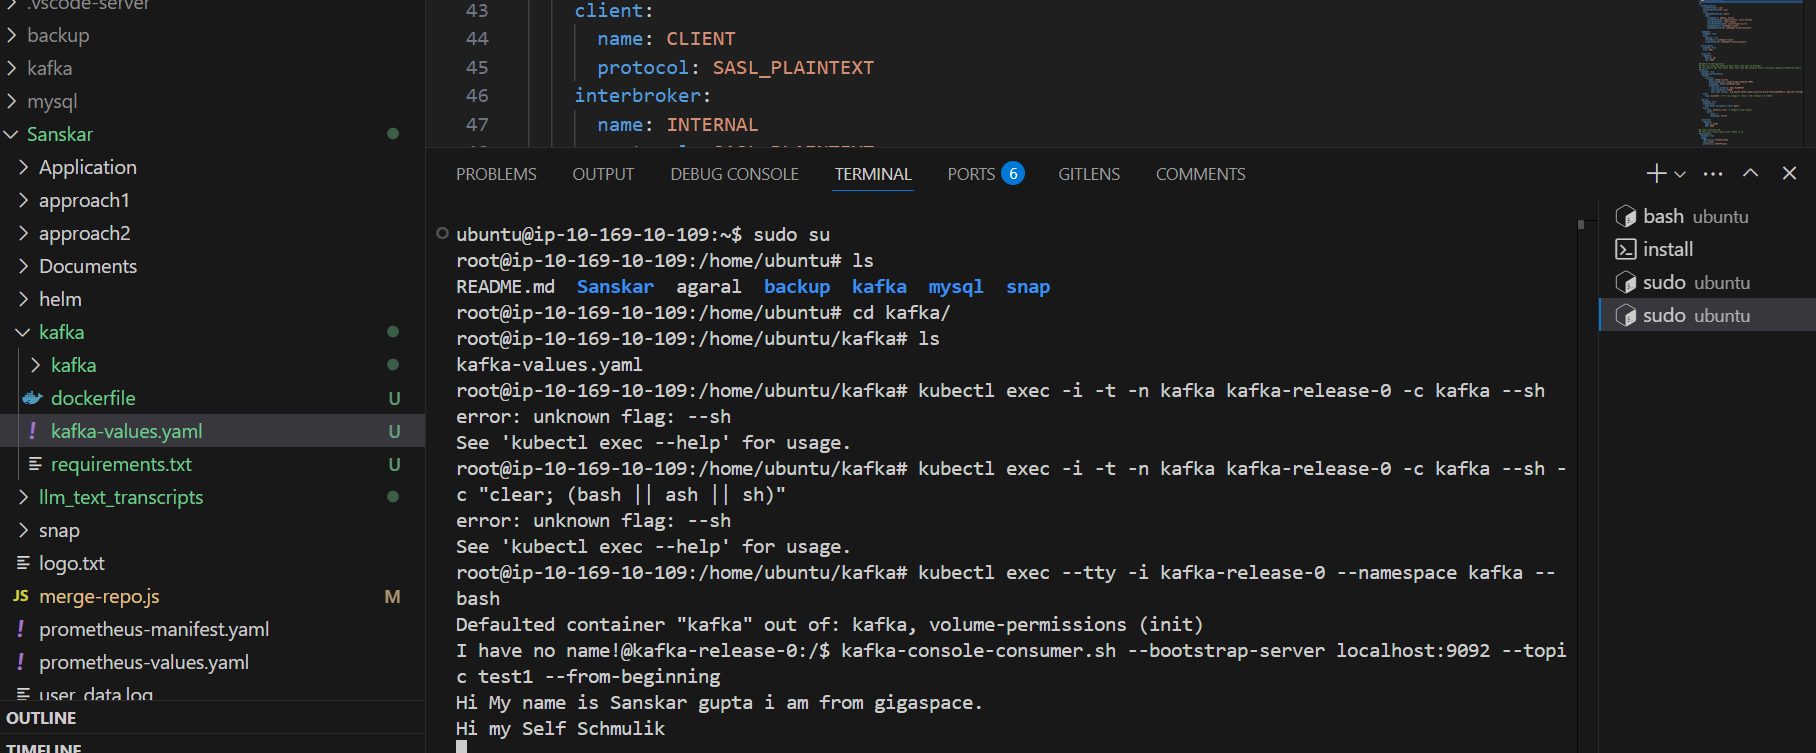 .vscode-server
backup
kafka
mysql
Sanskar
Application
approach1
approach2
Documents
helm
kafka
kafka
dockerfile U
! kafka-values.yaml U
requirements.txt U
llm_text_transcripts
snap
logo.txt
JS merge-repo.js M
! prometheus-manifest.yaml
! prometheus-values.yaml
user_data.log
OUTLINE
TIMELINE
43 client:
44 name: CLIENT
45 protocol: SASL_PLAINTEXT
46 interbroker:
47 name: INTERNAL
PROBLEMS OUTPUT DEBUG CONSOLE TERMINAL PORTS 6 GITLENS COMMENTS
ubuntu@ip-10-169-10-109:~$ sudo su
root@ip-10-169-10-109:/home/ubuntu# ls
README.md Sanskar agaral backup kafka mysql snap
root@ip-10-169-10-109:/home/ubuntu# cd kafka/
root@ip-10-169-10-109:/home/ubuntu/kafka# ls
kafka-values.yaml
root@ip-10-169-10-109:/home/ubuntu/kafka# kubectl exec -i -t -n kafka kafka-release-0 -c kafka --sh
error: unknown flag: --sh
See 'kubectl exec --help' for usage.
root@ip-10-169-10-109:/home/ubuntu/kafka# kubectl exec -i -t -n kafka kafka-release-0 -c kafka --sh -
c "clear; (bash || ash || sh)"
error: unknown flag: --sh
See 'kubectl exec --help' for usage.
root@ip-10-169-10-109:/home/ubuntu/kafka# kubectl exec --tty -i kafka-release-0 --namespace kafka --
bash
Defaulted container "kafka" out of: kafka, volume-permissions (init)
I have no name!@kafka-release-0:/$ kafka-console-consumer.sh --bootstrap-server localhost:9092 --topi
c test1 --from-beginning
Hi My name is Sanskar gupta i am from gigaspace.
Hi my Self Schmulik
bash ubuntu
install
sudo ubuntu
sudo ubuntu